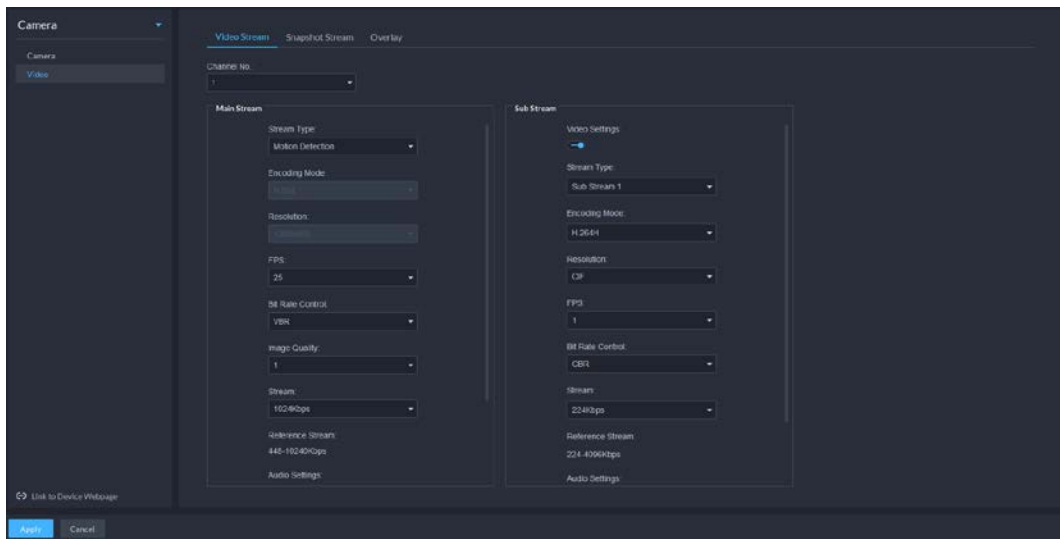 Camera
Camera
Video
Link to Device Webpage
Apply
Cancel
Video Stream Snapshot Stream Overlay
Channel No.
1
Main Stream
Stream Type:
Motion Detection
Encoding Mode:
Resolution:
FPS:
25
Bit Rate Control:
VBR
Image Quality:
1
Stream:
1024Kbps
Reference Stream:
448-10240Kbps
Audio Settings:
Sub Stream
Video Settings
Stream Type:
Sub Stream 1
Encoding Mode:
H.264H
Resolution:
CIF
FPS:
1
Bit Rate Control:
CBR
Stream:
224Kbps
Reference Stream:
224-4096Kbps
Audio Settings: